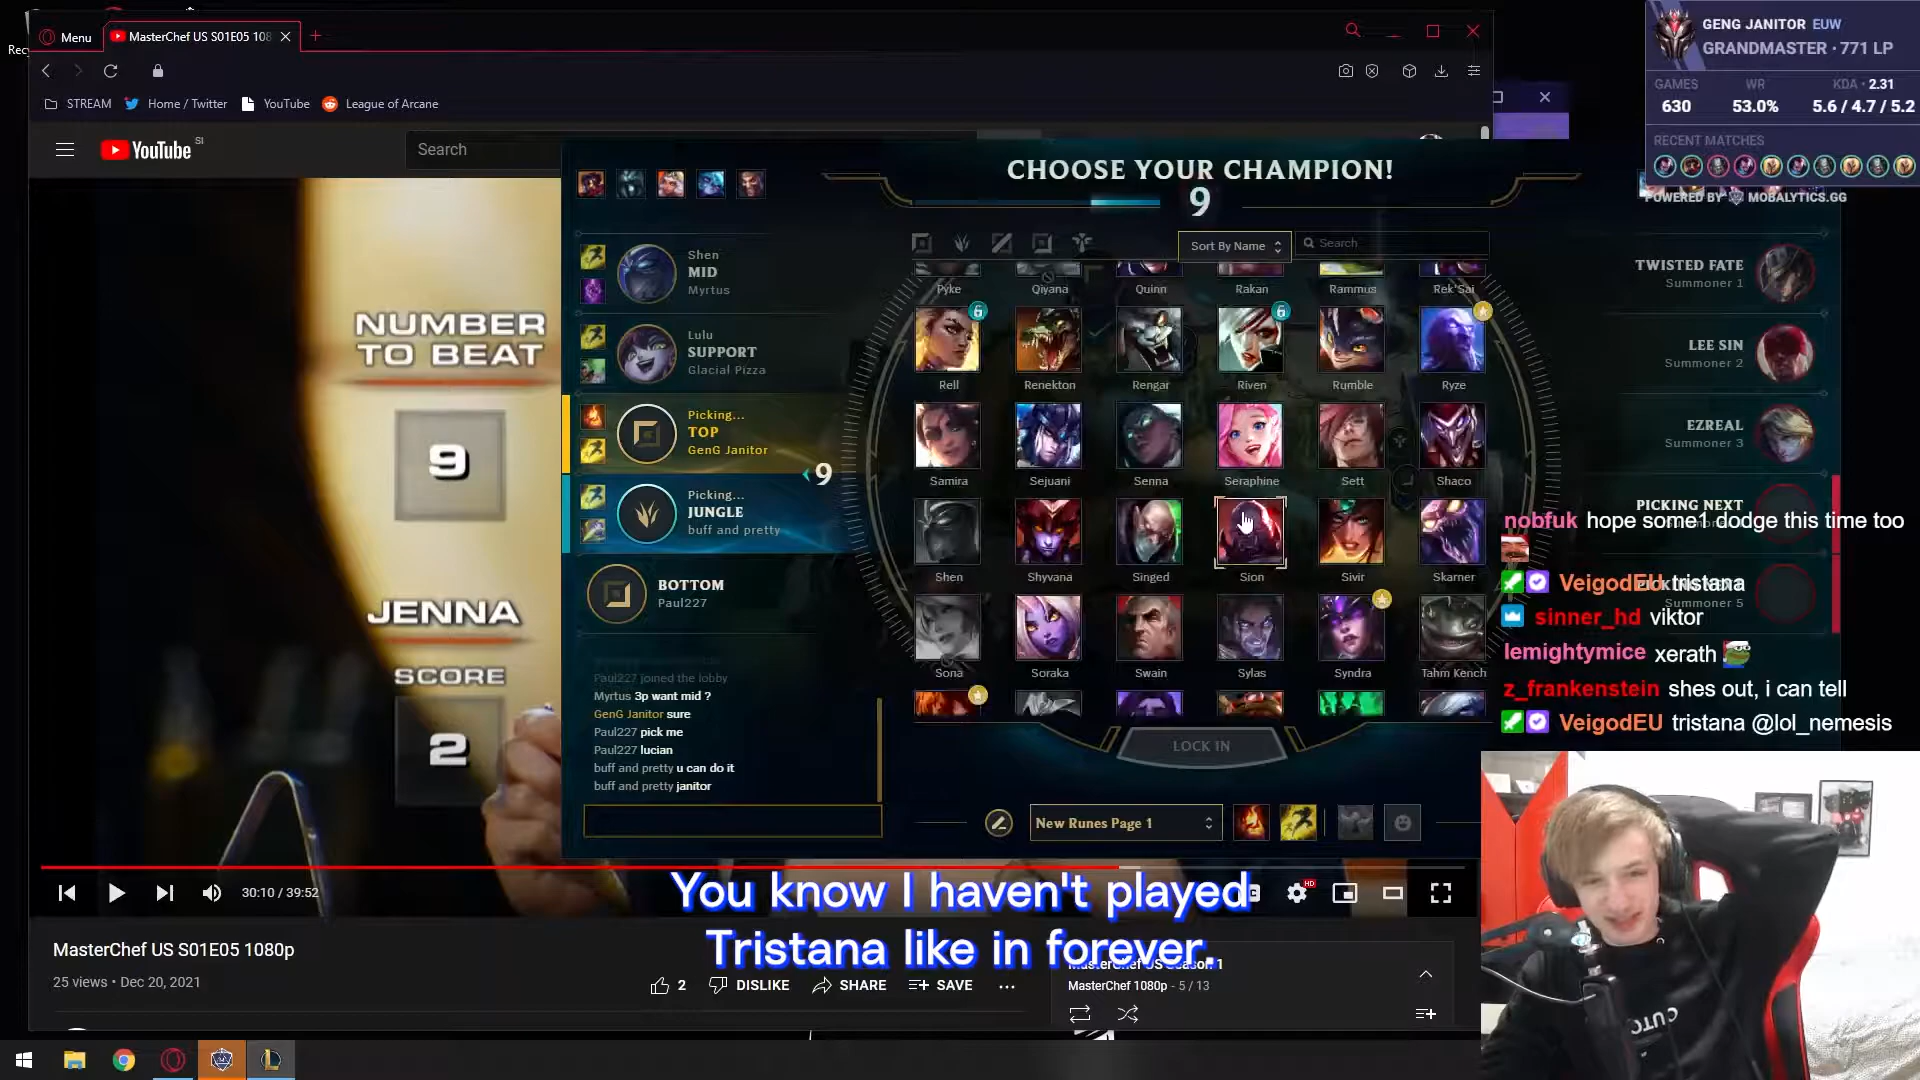 Menu
MasterChef US S01E05 108
STREAM
Home / Twitter
YouTube
League of Arcane
YouTube
SI
Search
NUMBER
TO BEAT
9
JENNA
SCORE
2
30:10 / 39:52
HD
MasterChef US S01E05 1080p
25 views • Dec 20, 2021
2
DISLIKE
SHARE
SAVE
MasterChef US Season 1
MasterChef 1080p - 5 / 13
CHOOSE YOUR CHAMPION!
9
Shen
MID
Myrtus
Lulu
SUPPORT
Glacial Pizza
Picking...
TOP
GenG Janitor
9
Picking...
JUNGLE
buff and pretty
BOTTOM
Paul227
Paul227 joined the lobby
Myrtus 3p want mid ?
GenG Janitor sure
Paul227 pick me
Paul227 lucian
buff and pretty u can do it
buff and pretty janitor
Sort By Name
Search
Pyke Qiyana Quinn Rakan Rammus Rek'Sai
Rell Renekton Rengar Riven Rumble Ryze
Samira Sejuani Senna Seraphine Sett Shaco
Shen Shyvana Singed Sion Sivir Skarner
Sona Soraka Swain Sylas Syndra Tahm Kench
LOCK IN
New Runes Page 1
You know I haven't played
Tristana like in forever.
GENG JANITOR EUW
GRANDMASTER • 771 LP
GAMES WR KDA • 2.31
630 53.0% 5.6 / 4.7 / 5.2
RECENT MATCHES
POWERED BY MOBALYTICS.GG
TWISTED FATE
Summoner 1
LEE SIN
Summoner 2
EZREAL
Summoner 3
PICKING NEXT
nobfuk hope some1 dodge this time too
VeigodEU tristana
Summoner 5
sinner_hd viktor
lemightymice xerath
z_frankenstein shes out, i can tell
VeigodEU tristana @lol_nemesis